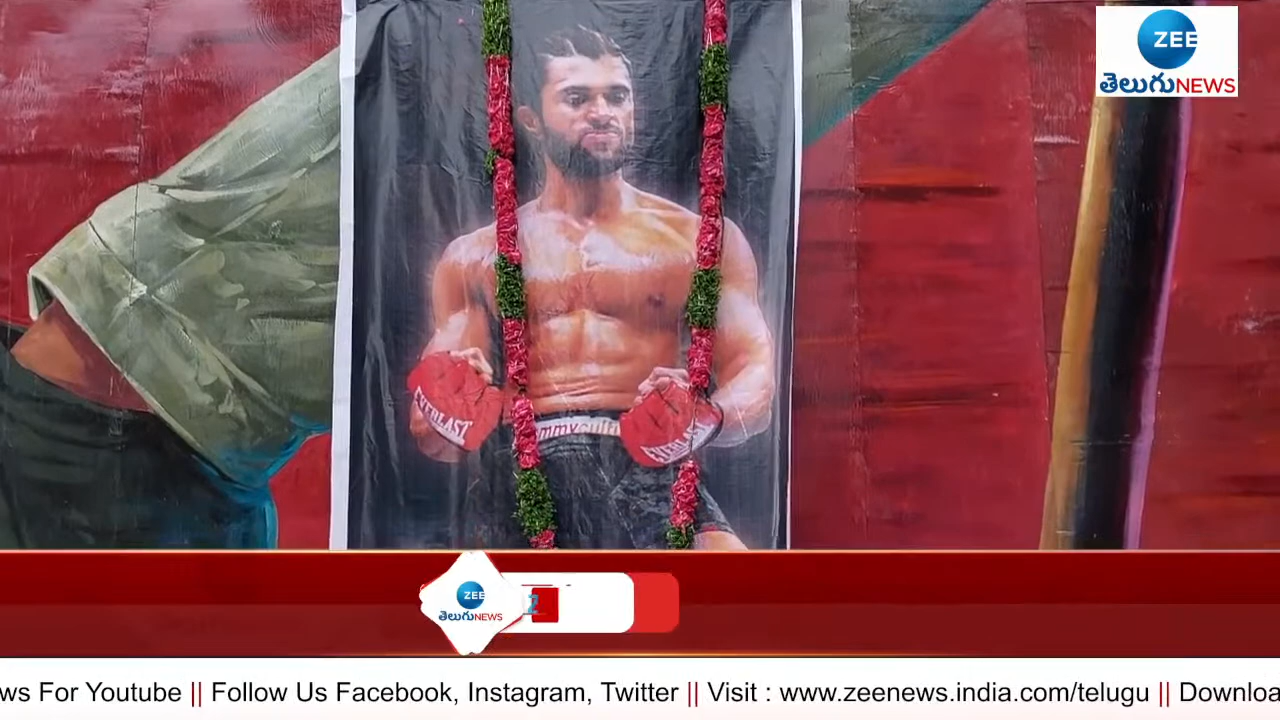 ZEE
తెలుగు NEWS
EVERLAST
EVERLAST
ZEE
తెలుగు NEWS
ws For Youtube || Follow Us Facebook, Instagram, Twitter || Visit : www.zeenews.india.com/telugu || Downloa